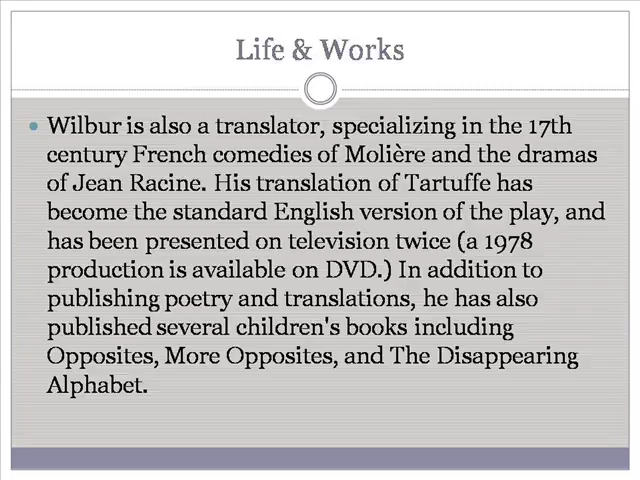 Life & Works
• Wilbur is also a translator, specializing in the 17th
century French comedies of Molière and the dramas
of Jean Racine. His translation of Tartuffe has
become the standard English version of the play, and
has been presented on television twice (a 1978
production is available on DVD.) In addition to
publishing poetry and translations, he has also
published several children's books including
Opposites, More Opposites, and The Disappearing
Alphabet.